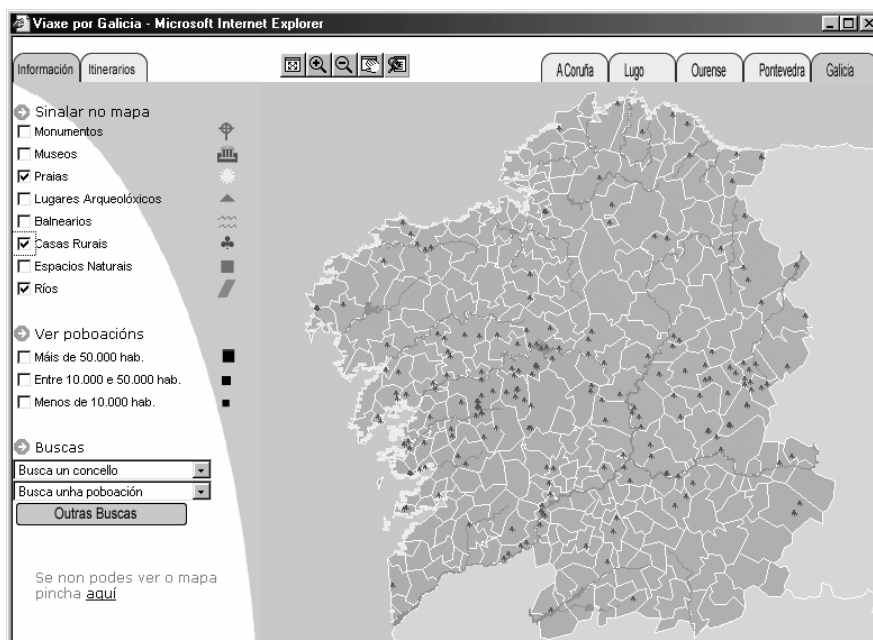 Viaxe por Galicia - Microsoft Internet Explorer
Información
Itinerarios
A Coruña
Lugo
Ourense
Pontevedra
Galicia
Sinalar no mapa
Monumentos
Museos
Praias
Lugares Arqueolóxicos
Balnearios
Casas Rurais
Espacios Naturais
Ríos
Ver poboacións
Máis de 50.000 hab.
Entre 10.000 e 50.000 hab.
Menos de 10.000 hab.
Buscas
Busca un concello
Busca unha poboación
Outras Buscas
Se non podes ver o mapa
pincha aquí